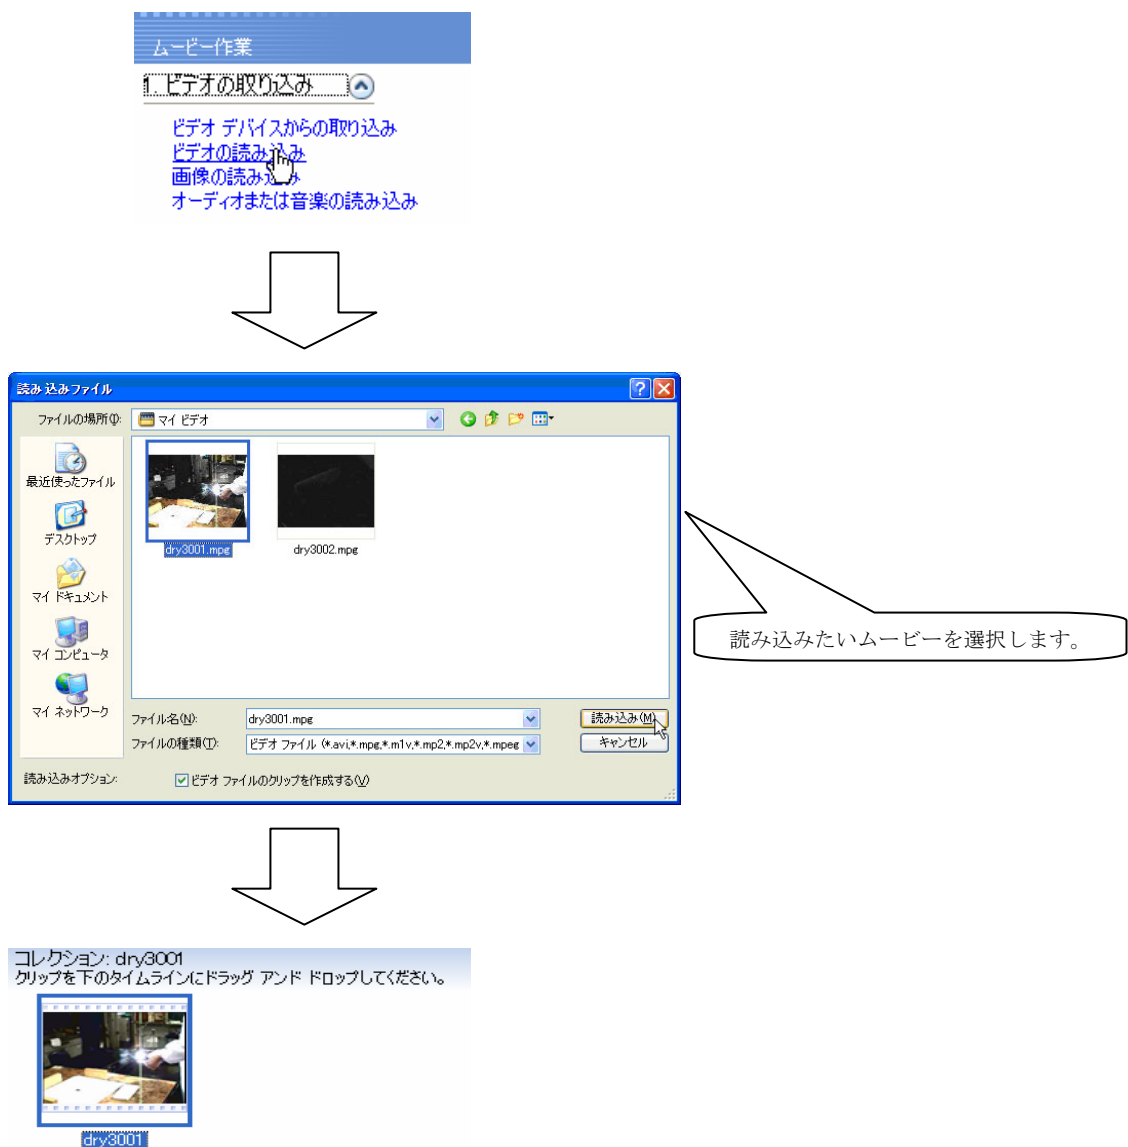 ムービー作業
1. ビデオの取り込み
ビデオ デバイスからの取り込み
ビデオの読み込み
画像の読み込み
オーディオまたは音楽の読み込み
読み込みファイル
ファイルの場所(I):
マイ ビデオ
最近使ったファイル
デスクトップ
マイ ドキュメント
マイ コンピュータ
マイ ネットワーク
dry3001.mpg
dry3002.mpg
読み込みたいムービーを選択します。
ファイル名(N):
dry3001.mpg
読み込み(M)
ファイルの種類(T):
ビデオ ファイル (*.avi,*.mpg,*.m1v,*.mp2,*.mp2v,*.mpeg
キャンセル
読み込みオプション:
ビデオ ファイルのクリップを作成する(V)
コレクション: dry3001
クリップを下のタイムラインにドラッグ アンド ドロップしてください。
dry3001